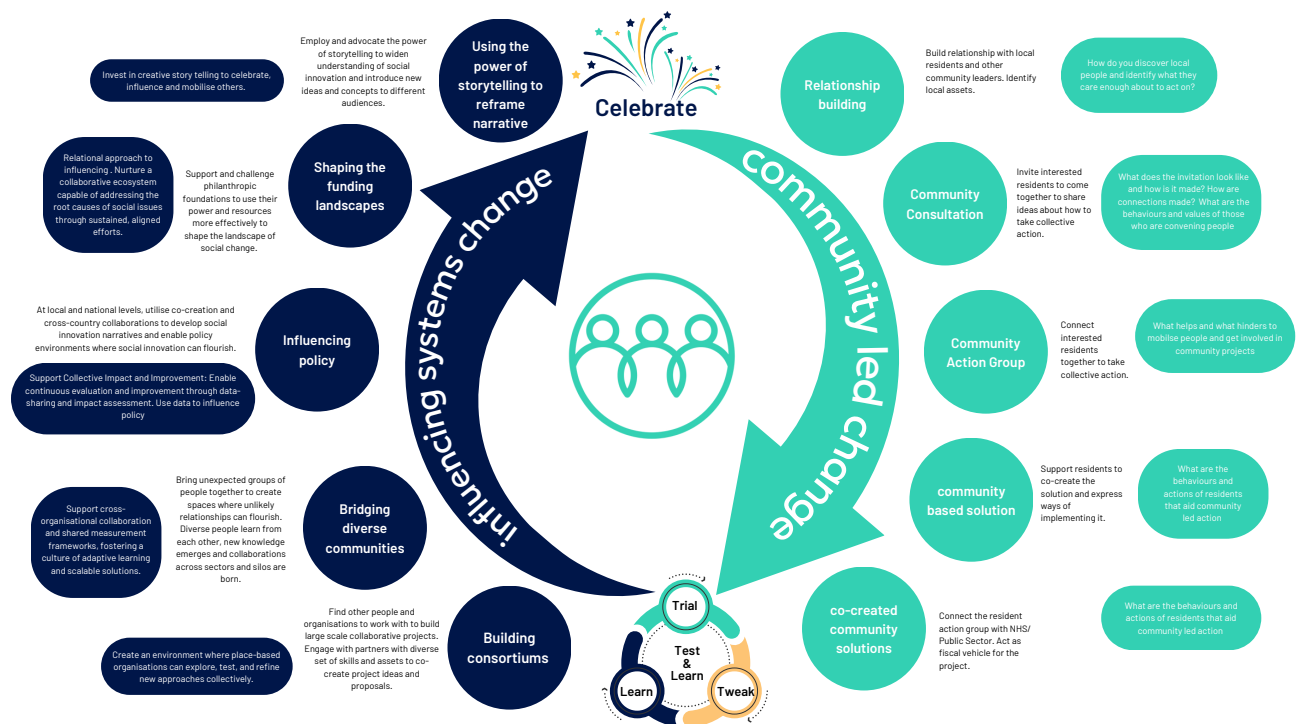 Celebrate
community led change
influencing systems change
Relationship
building
Build relationship with local
residents and other
community leaders. Identify
local assets.
How do you discover local
people and identify what they
care enough about to act on?
Community
Consultation
Invite interested
residents to come
together to share
ideas about how to
take collective
action.
What does the invitation look like
and how is it made? How are
connections made? What are the
behaviours and values of those
who are convening people
Community
Action Group
Connect
interested
residents
together to take
collective action.
What helps and what hinders to
mobilse people and get involved in
community projects
community
based solution
Support residents to
co-create the
solution and express
ways of
implementing it.
What are the
behaviours and
actions of residents
that aid community
led action
co-created
community
solutions
Connect the resident
action group with NHS/
Public Sector. Act as
fiscal vehicle for the
project.
What are the behaviours and
actions of residents that aid
community led action
Trial
Test
&
Learn
Learn
Tweak
Building
consortiums
Find other people and
organisations to work with to build
large scale collaborative projects.
Engage with partners with diverse
set of skills and assets to co-
create project ideas and
proposals.
Create an environment where place-based
organisations can explore, test, and refine
new approaches collectively.
Bridging
diverse
communities
Bring unexpected groups of
people together to create
spaces where unlikely
relationships can flourish.
Diverse people learn from
each other, new knowledge
emerges and collaborations
across sectors and silos are
born.
Support cross-
organisational collaboration
and shared measurement
frameworks, fostering a
culture of adaptive learning
and scalable solutions.
Influencing
policy
At local and national levels, utilise co-creation and
cross-country collaborations to develop social
innovation narratives and enable policy
environments where social innovation can flourish.
Support Collective Impact and Improvement: Enable
continuous evaluation and improvement through data-
sharing and impact assessment. Use data to influence
policy
Shaping the
funding
landscapes
Support and challenge
philanthropic
foundations to use their
power and resources
more effectively to
shape the landscape of
social change.
Relational approach to
influencing . Nurture a
collaborative ecosystem
capable of addressing the
root causes of social issues
through sustained, aligned
efforts.
Using the
power of
storytelling to
reframe
narrative
Employ and advocate the power
of storytelling to widen
understanding of social
innovation and introduce new
ideas and concepts to different
audiences.
Invest in creative story telling to celebrate,
influence and mobilise others.